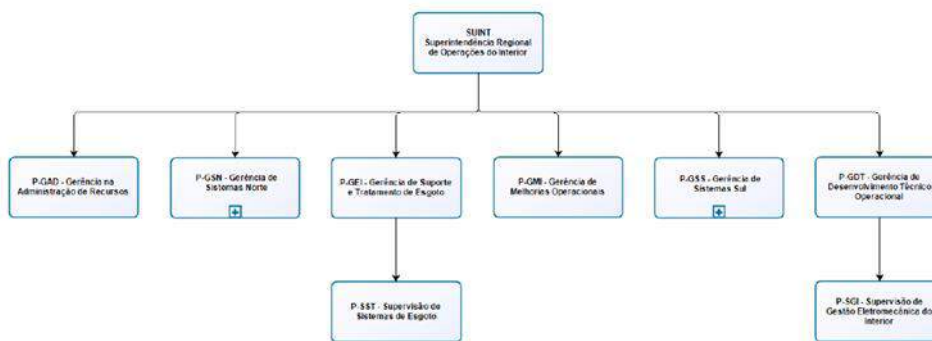 SUINT
Superintendência Regional
de Operações do Interior
P-GAD - Gerência na
Administração de Recursos
P-GSN - Gerência de
Sistemas Norte
P-GEI - Gerência de Suporte
e Tratamento de Esgoto
P-GMI - Gerência de
Melhorias Operacionais
P-GSS - Gerência de
Sistemas Sul
P-GDT - Gerência de
Desenvolvimento Técnico
Operacional
P-SST - Supervisão de
Sistemas de Esgoto
P-SGI - Supervisão de
Gestão Eletromecânica do
Interior